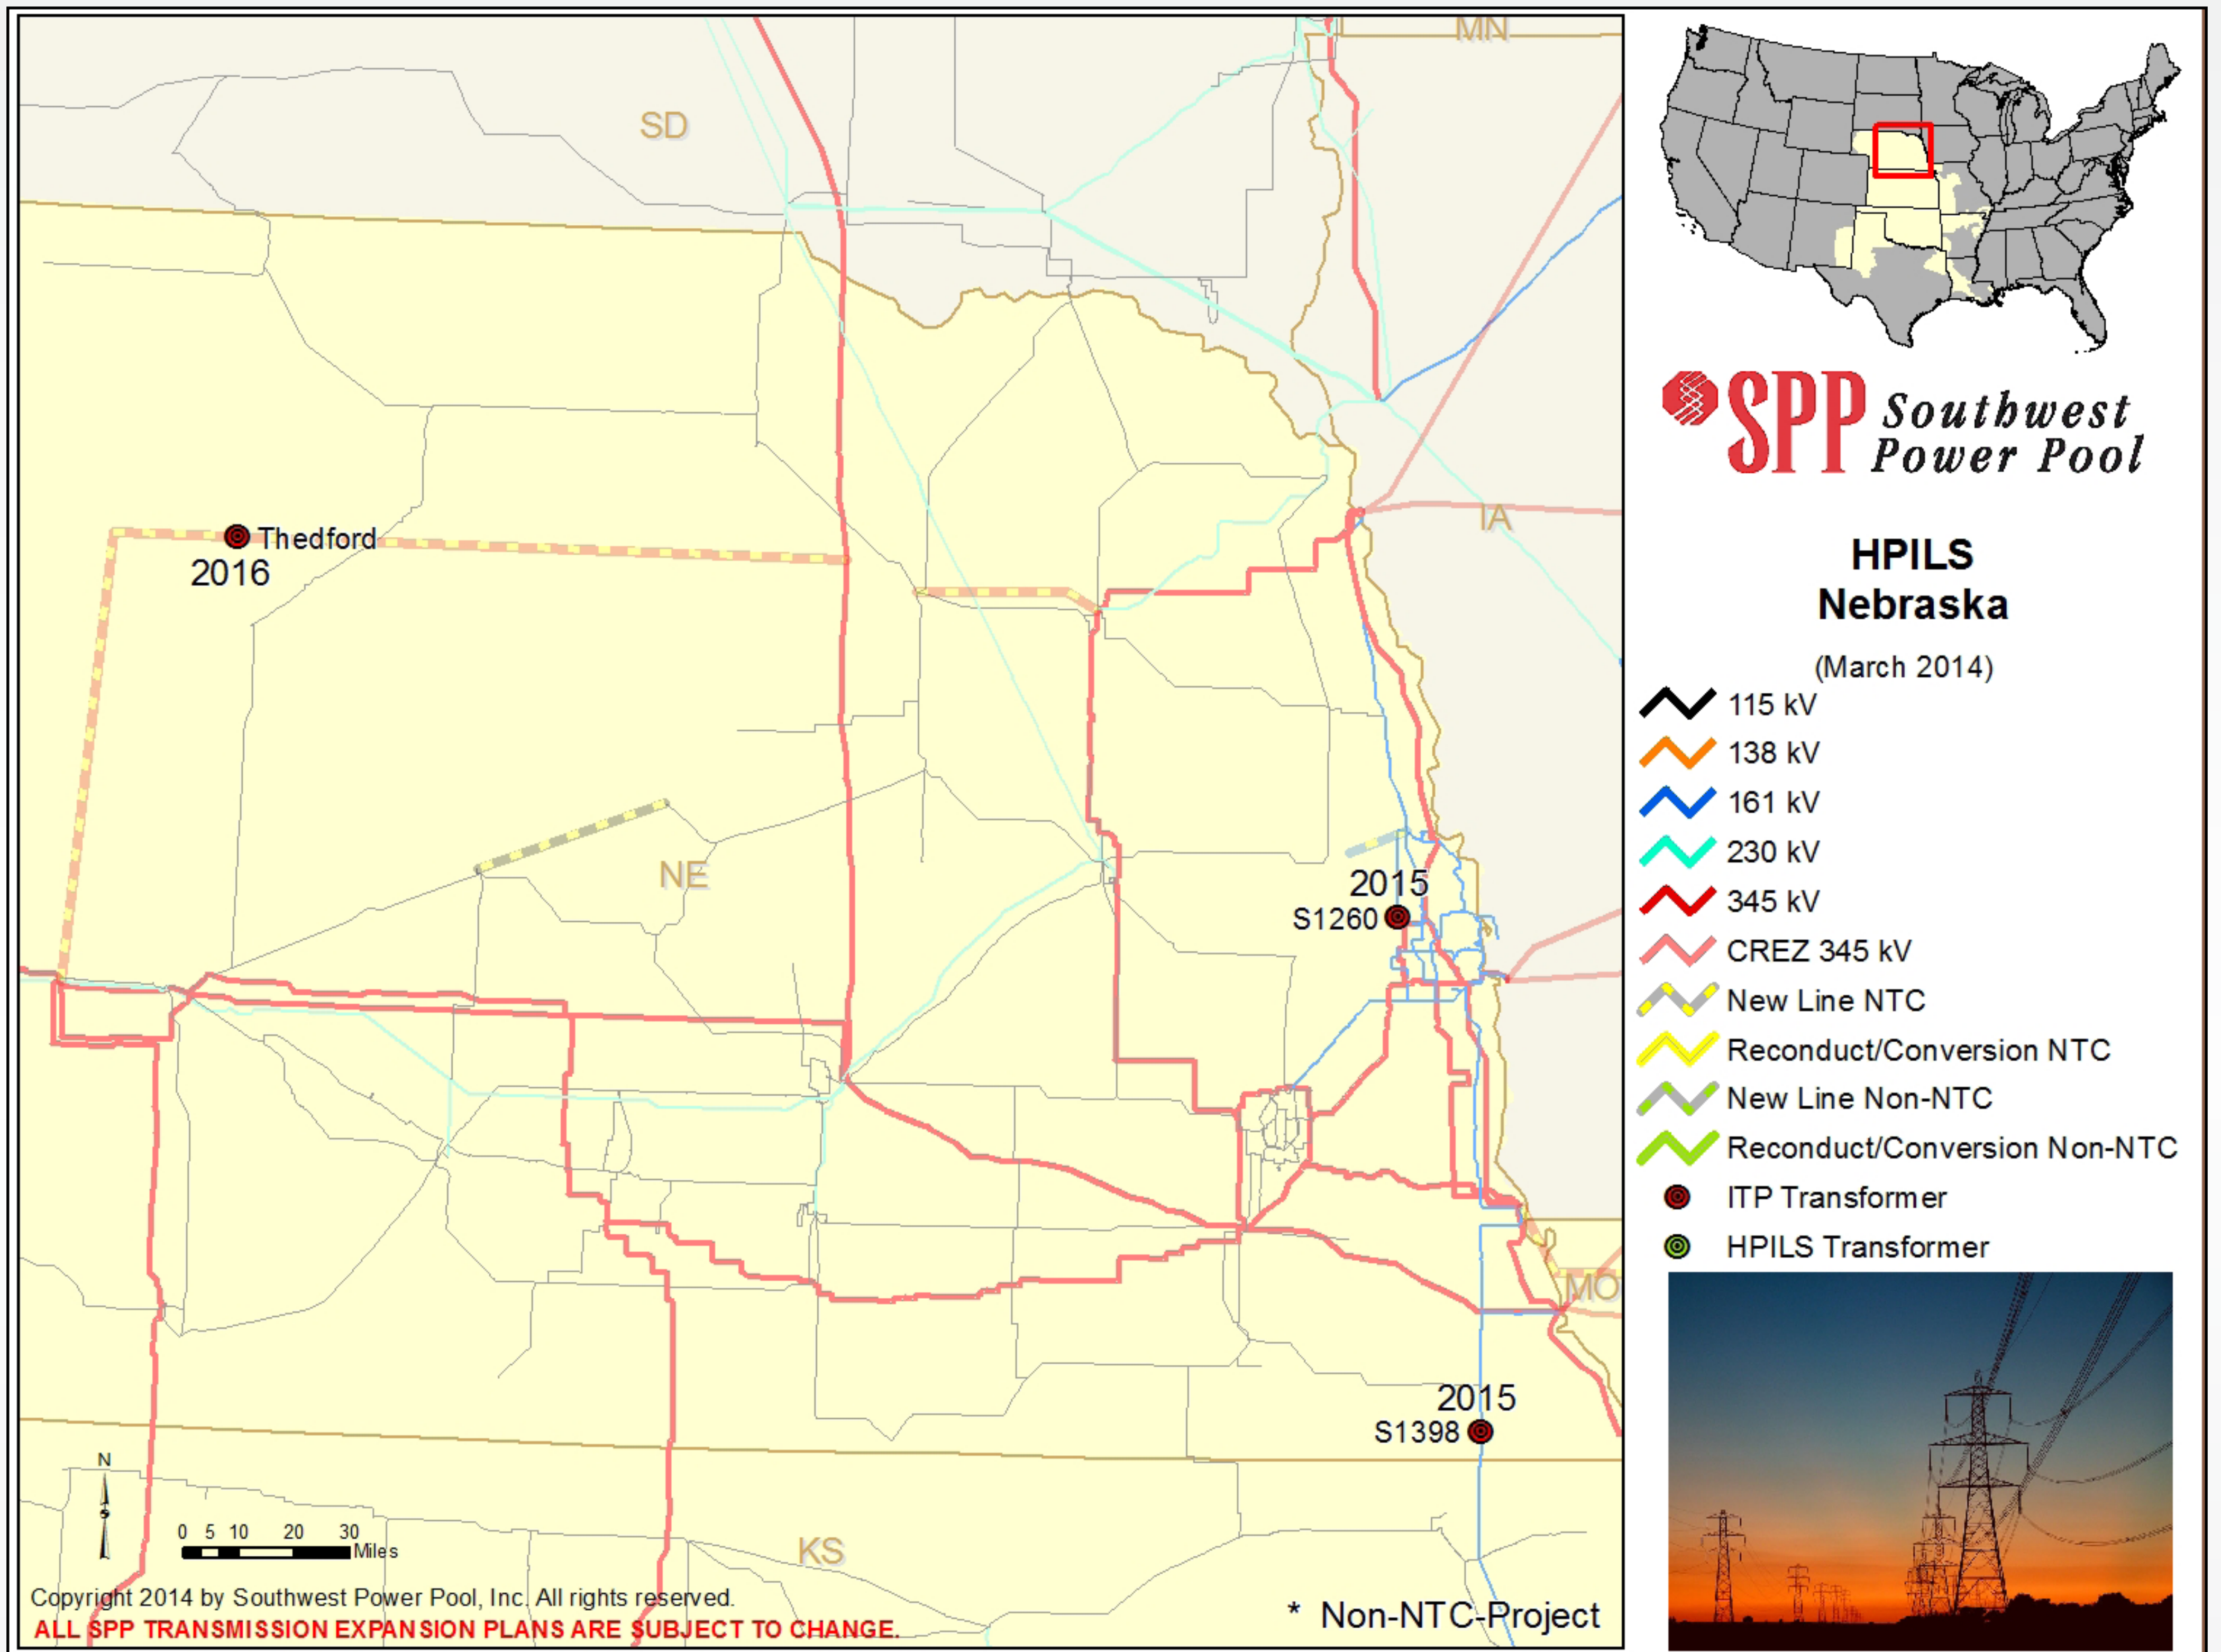 MN
SD
IA
Thedford
2016
NE
2015
S1260
MO
2015
S1398
KS
N
0 5 10 20 30
Miles
Copyright 2014 by Southwest Power Pool, Inc. All rights reserved.
ALL SPP TRANSMISSION EXPANSION PLANS ARE SUBJECT TO CHANGE.
* Non-NTC-Project
SPP Southwest
Power Pool
HPILS
Nebraska
(March 2014)
115 kV
138 kV
161 kV
230 kV
345 kV
CREZ 345 kV
New Line NTC
Reconduct/Conversion NTC
New Line Non-NTC
Reconduct/Conversion Non-NTC
ITP Transformer
HPILS Transformer